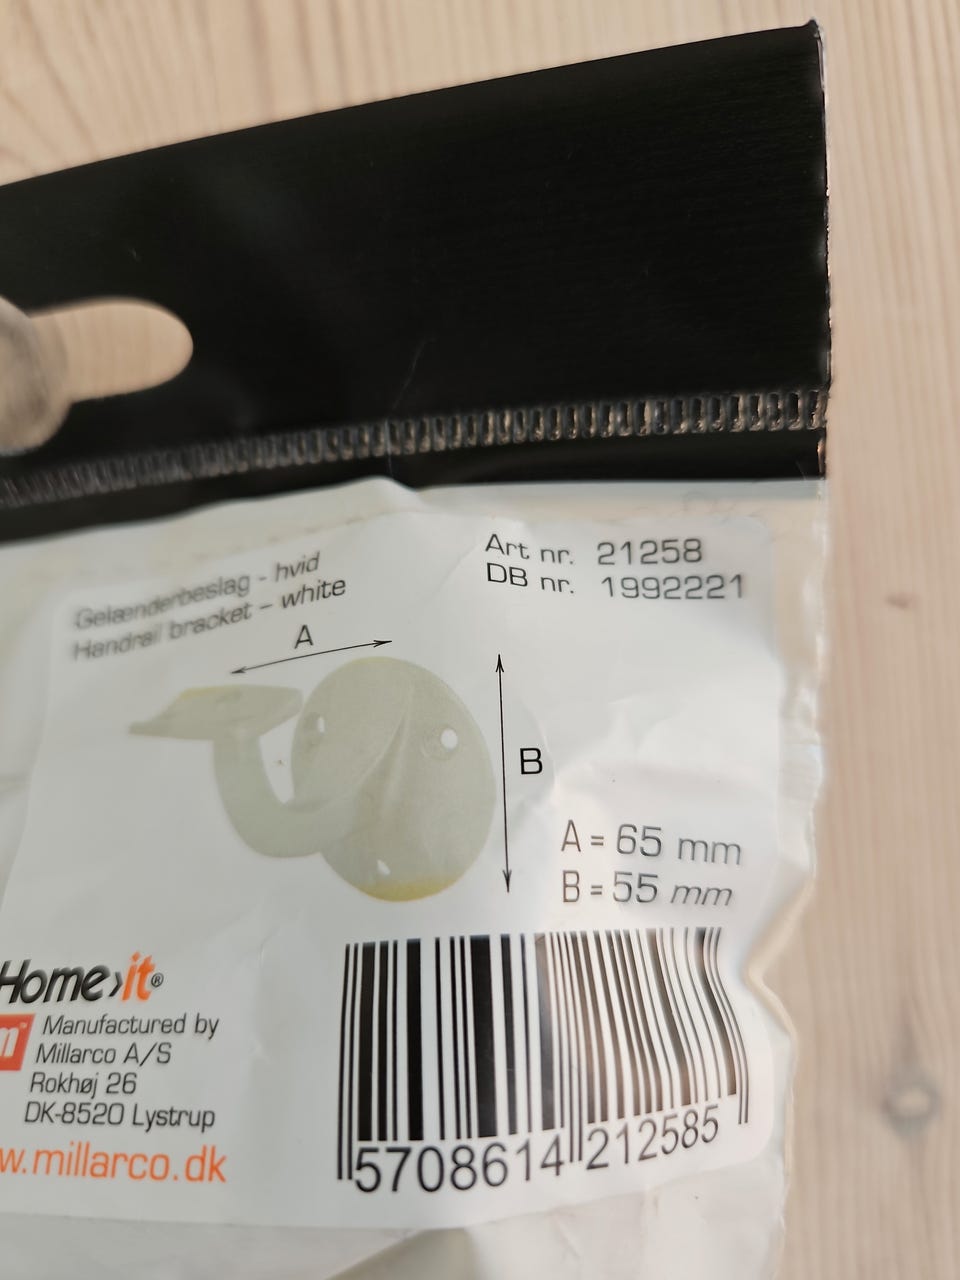 Gelænderbeslag - hvid
Handrail bracket – white
Art nr. 21258
DB nr. 1992221
A
B
A = 65 mm
B = 55 mm
Home›it®
Manufactured by
Millarco A/S
Rokhøj 26
DK-8520 Lystrup
w.millarco.dk
5708614 212585